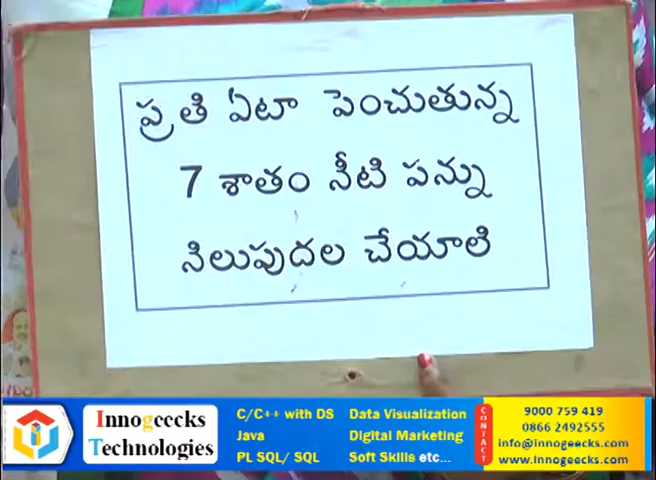 ప్రతి ఏటా పెంచుతున్న
7 శాతం నీటి పన్ను
నిలుపుదల చేయాలి
Innogeecks
Technologies
C/C++ with DS
Java
PL SQL/ SQL
Data Visualization
Digital Marketing
Soft Skills etc...
CONTACT
9000 759 419
0866 2492555
info@innogeecks.com
www.innogeecks.com